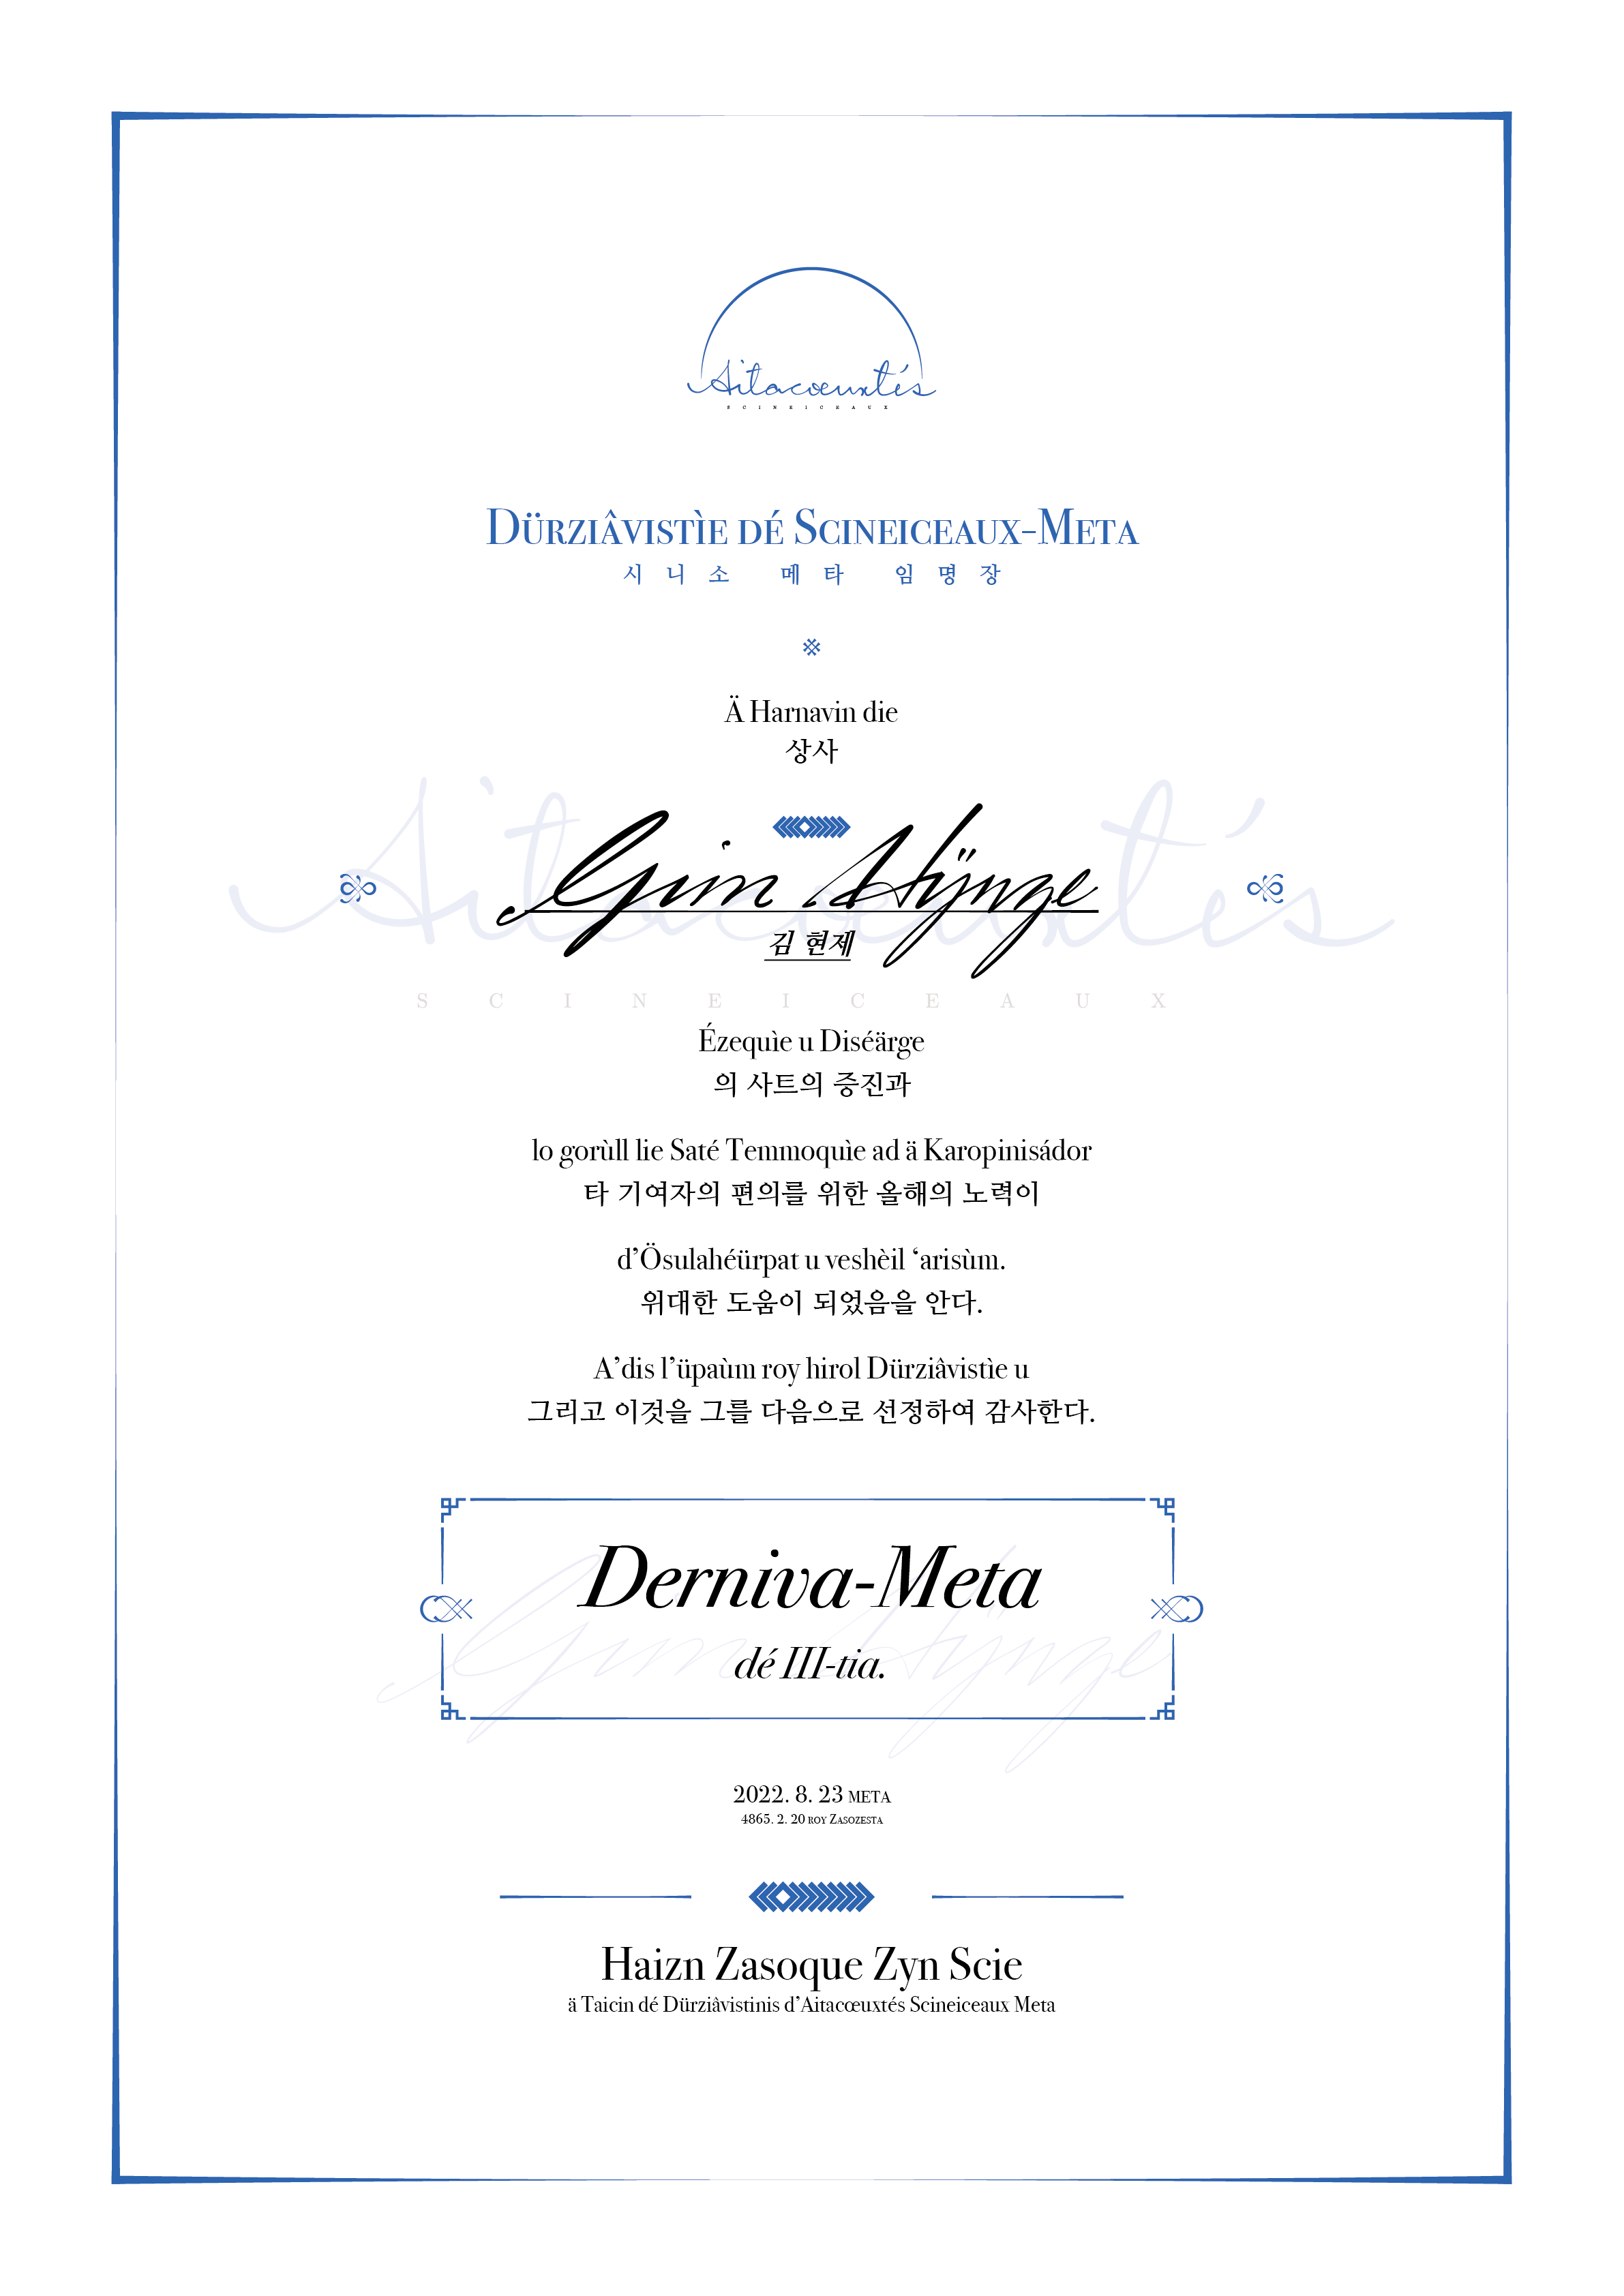 Aitacœuxtés
SCINEICEAUX
Dürziâvistìe dé Scineiceaux-Meta
시니소 메타 임명장
Ä Harnavin die
상사
Aitacœuxtés
Gim Hÿnze
김 현제
SCINEICEAUX
Ézequìe u Diséärge
의 사트의 증진과
lo gorùll lie Saté Temmoquìe ad ä Karopinisádor
타 기여자의 편의를 위한 올해의 노력이
d’Ösulahéürpat u veshèil ‘arisùm.
위대한 도움이 되었음을 안다.
A’dis l’üpaùm roy hirol Dürziâvistìe u
그리고 이것을 그를 다음으로 선정하여 감사한다.
Derniva-Meta
dé III-tia.
Gim Hÿnze
2022. 8. 23 META
4865. 2. 20 ROY ZASOZESTA
Haizn Zasoque Zyn Scie
ä Taicin dé Dürziâvistinis d’Aitacœuxtés Scineiceaux Meta